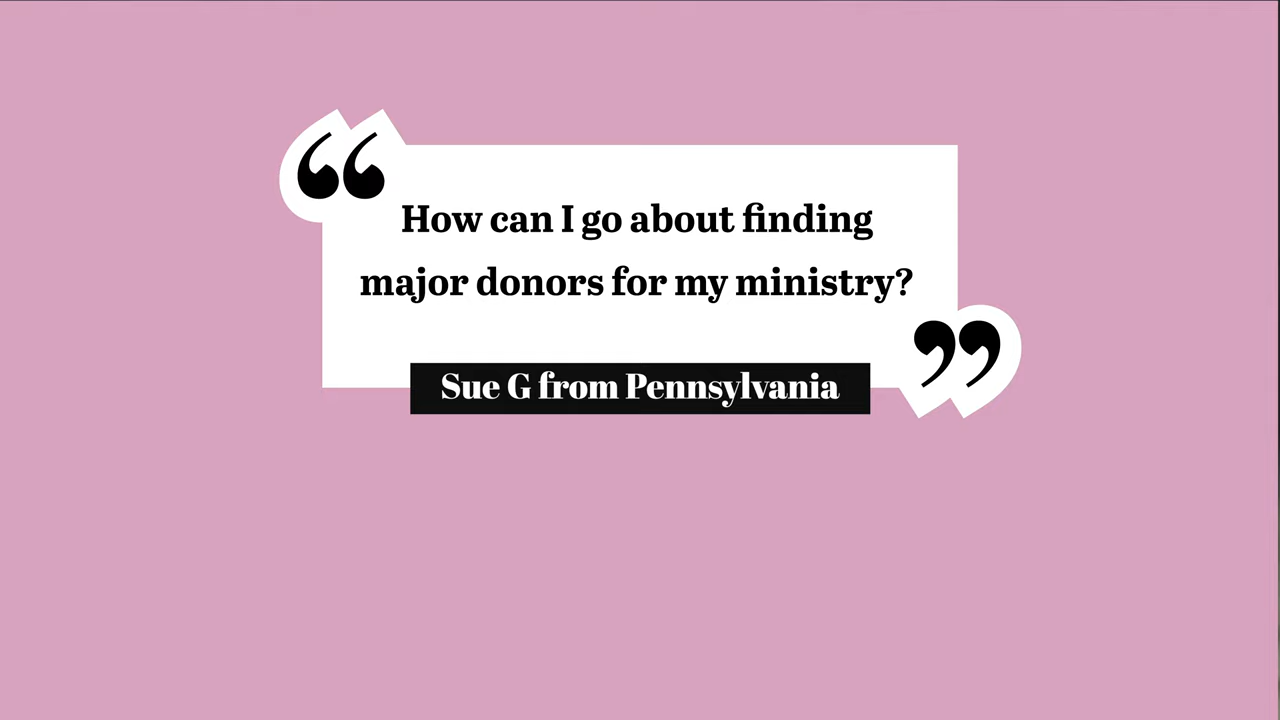 How can I go about finding
major donors for my ministry?
Sue G from Pennsylvania